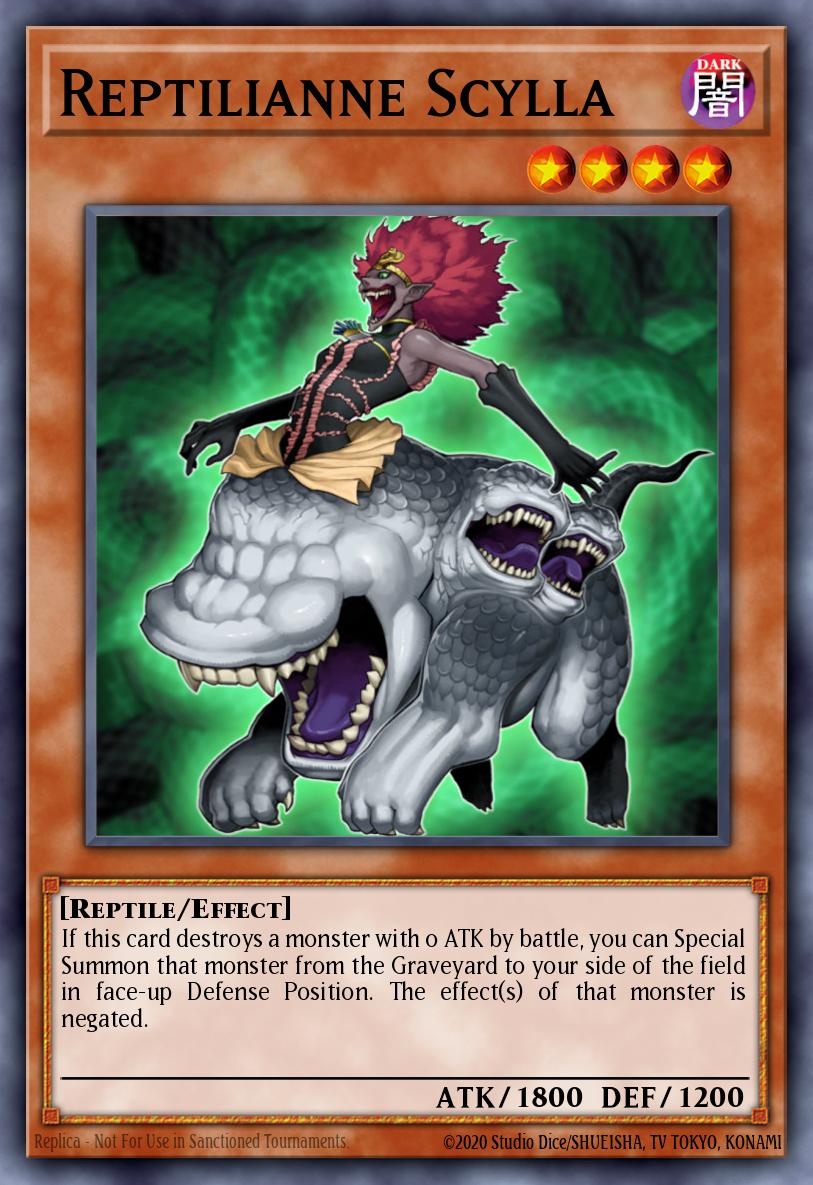 Reptilianne Scylla
DARK
闇
[Reptile/Effect]
If this card destroys a monster with 0 ATK by battle, you can Special
Summon that monster from the Graveyard to your side of the field
in face-up Defense Position. The effect(s) of that monster is
negated.
ATK/1800 DEF/1200
Replica - Not For Use in Sanctioned Tournaments.
©2020 Studio Dice/SHUEISHA, TV TOKYO, KONAMI